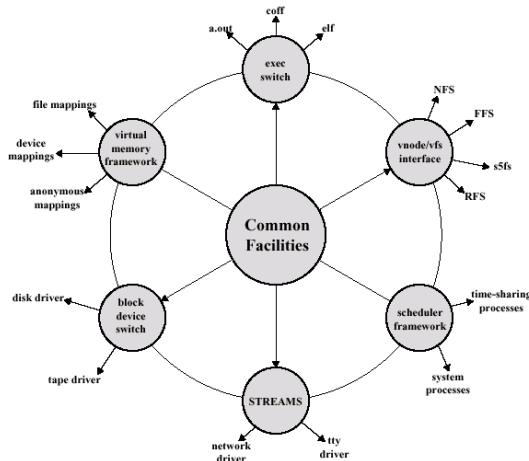 coff
a.out
elf
exec
switch
NFS
FFS
s5fs
RFS
vnode/vfs
interface
file mappings
device
mappings
anonymous
mappings
virtual
memory
framework
Common
Facilities
disk driver
tape driver
block
device
switch
scheduler
framework
time-sharing
processes
system
processes
STREAMS
network
driver
tty
driver